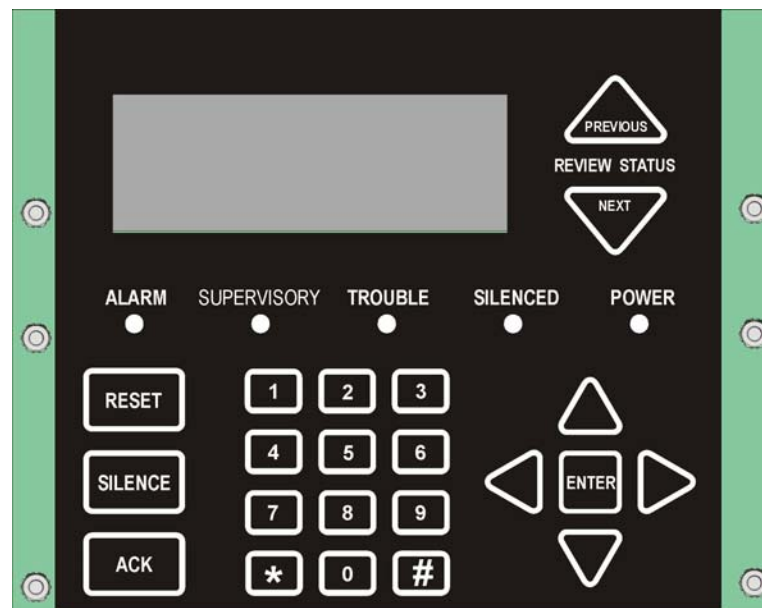 PREVIOUS
REVIEW STATUS
NEXT
ALARM SUPERVISORY TROUBLE SILENCED POWER
RESET 1 2 3
4 5 6
SILENCE ENTER
7 8 9
ACK * 0 #